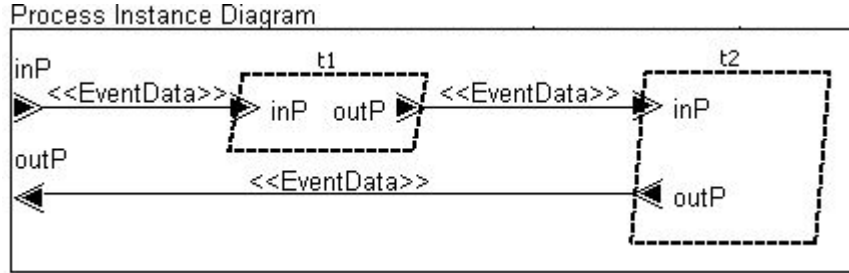 Process Instance Diagram
t1
t2
inP
<<EventData>>
<<EventData>>
inP
outP
inP
outP
<<EventData>>
outP